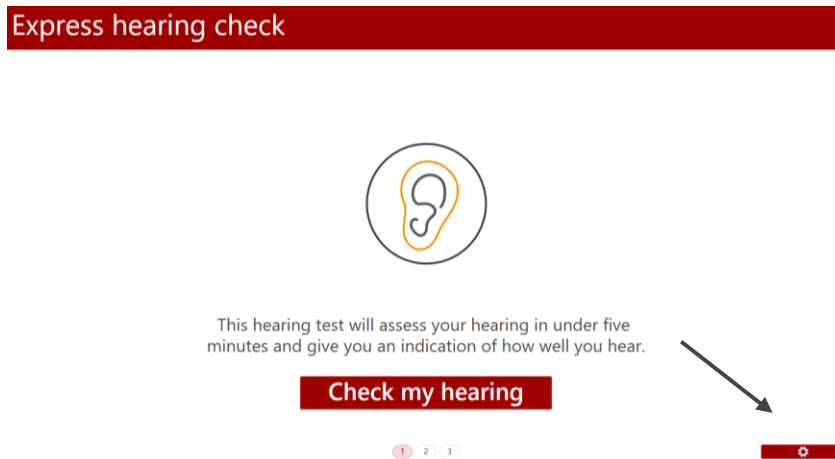 Express hearing check
This hearing test will assess your hearing in under five
minutes and give you an indication of how well you hear.
Check my hearing
1 2 3